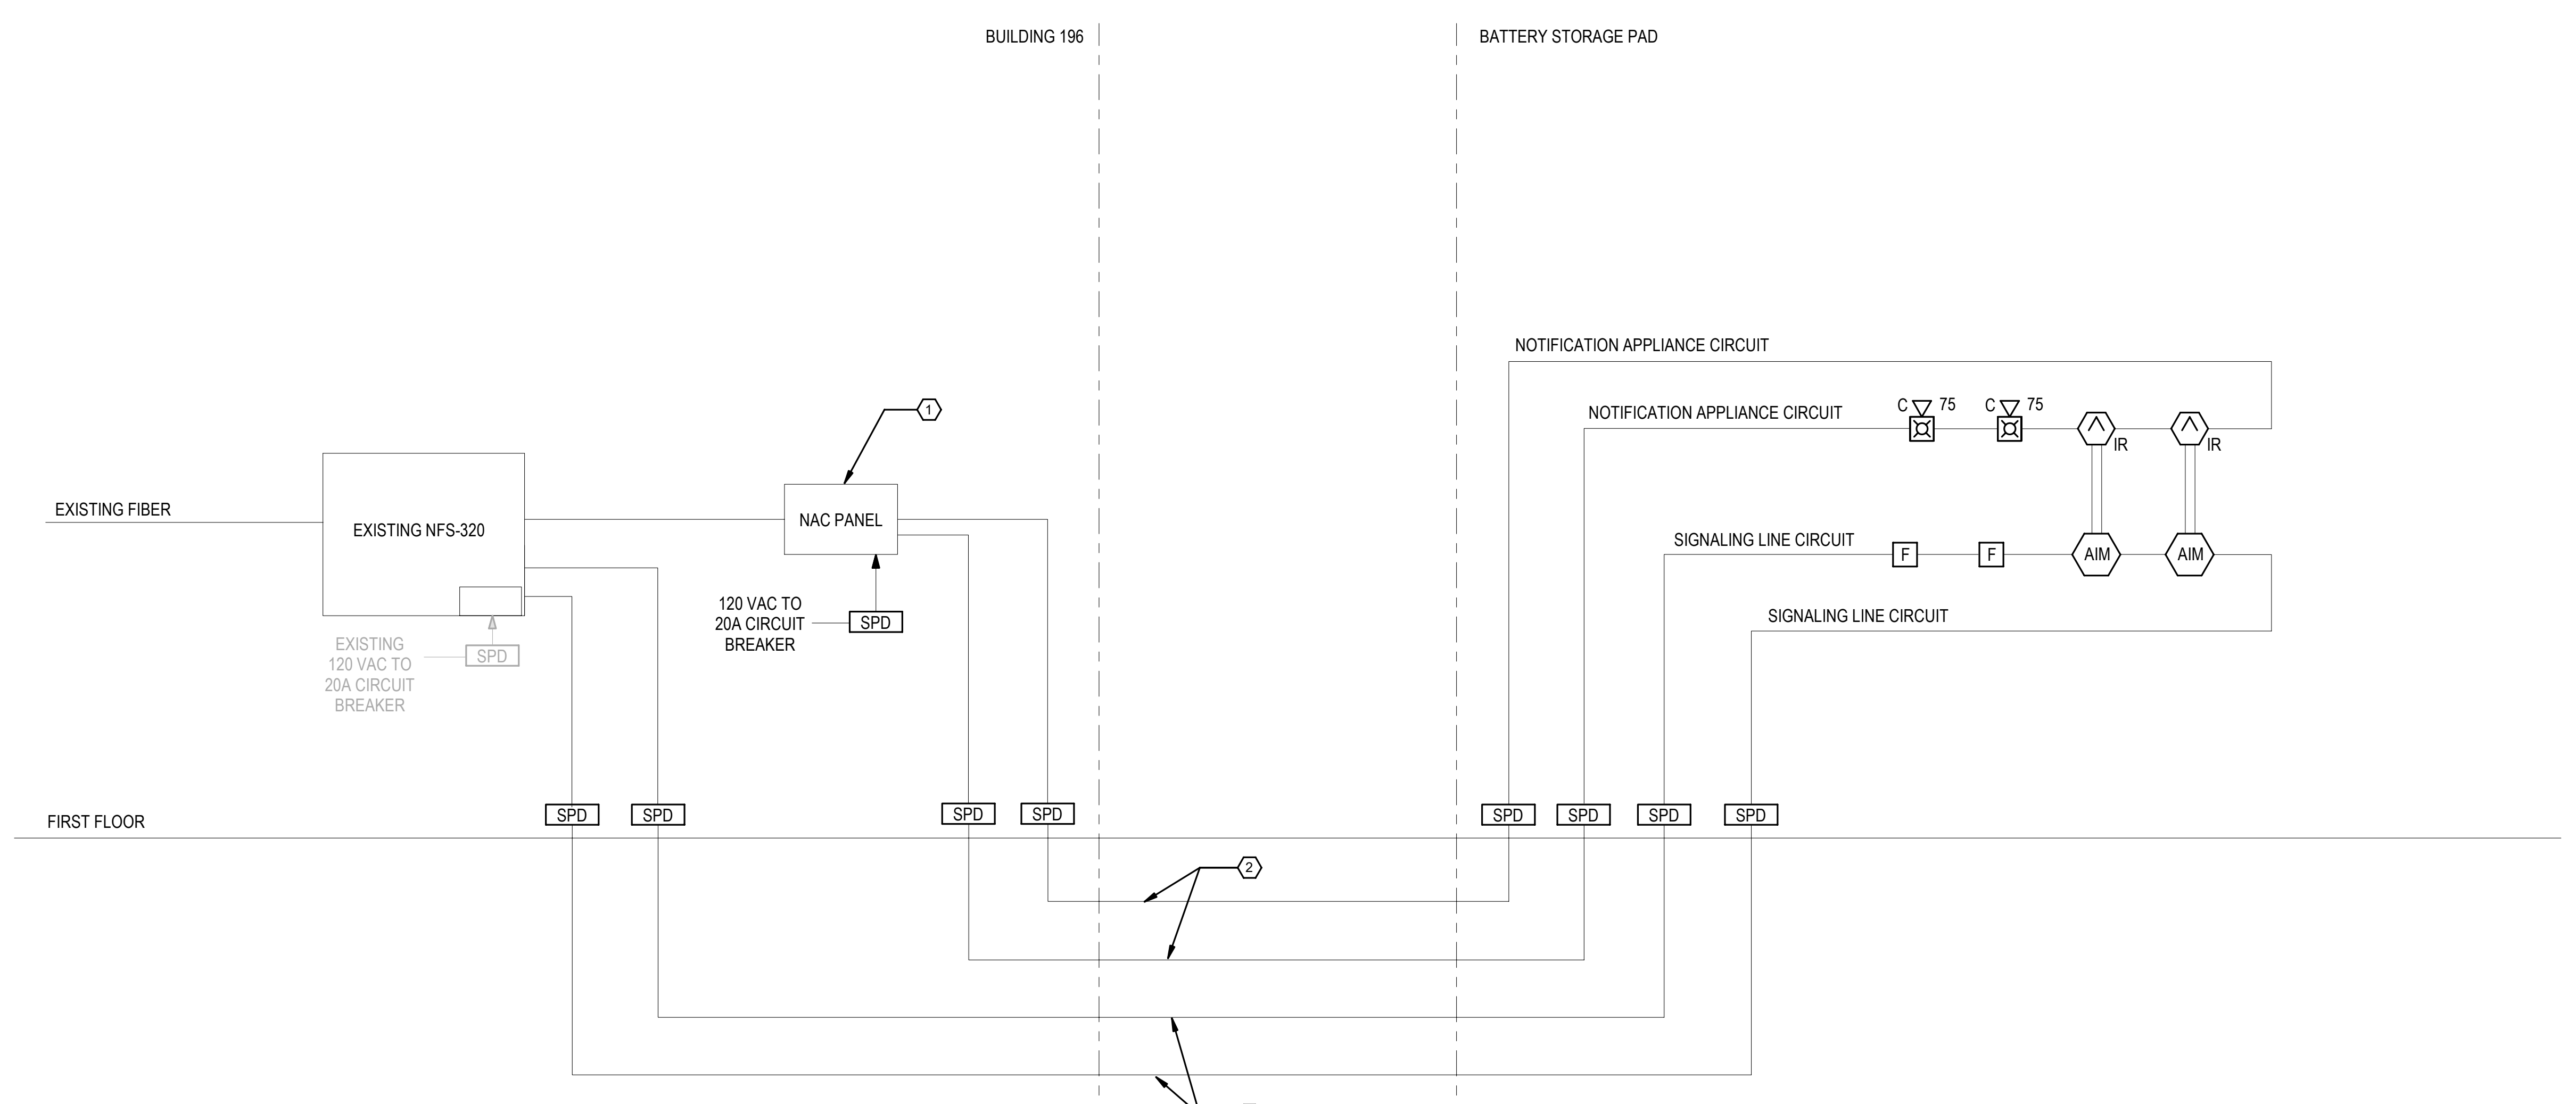 BUILDING 196
BATTERY STORAGE PAD
NOTIFICATION APPLIANCE CIRCUIT
NOTIFICATION APPLIANCE CIRCUIT
C 75
C 75
IR
IR
1
EXISTING FIBER
EXISTING NFS-320
NAC PANEL
SIGNALING LINE CIRCUIT
F
F
AIM
AIM
SIGNALING LINE CIRCUIT
120 VAC TO
20A CIRCUIT
BREAKER
SPD
EXISTING
120 VAC TO
20A CIRCUIT
BREAKER
SPD
FIRST FLOOR
SPD
SPD
SPD
SPD
SPD
SPD
SPD
SPD
2